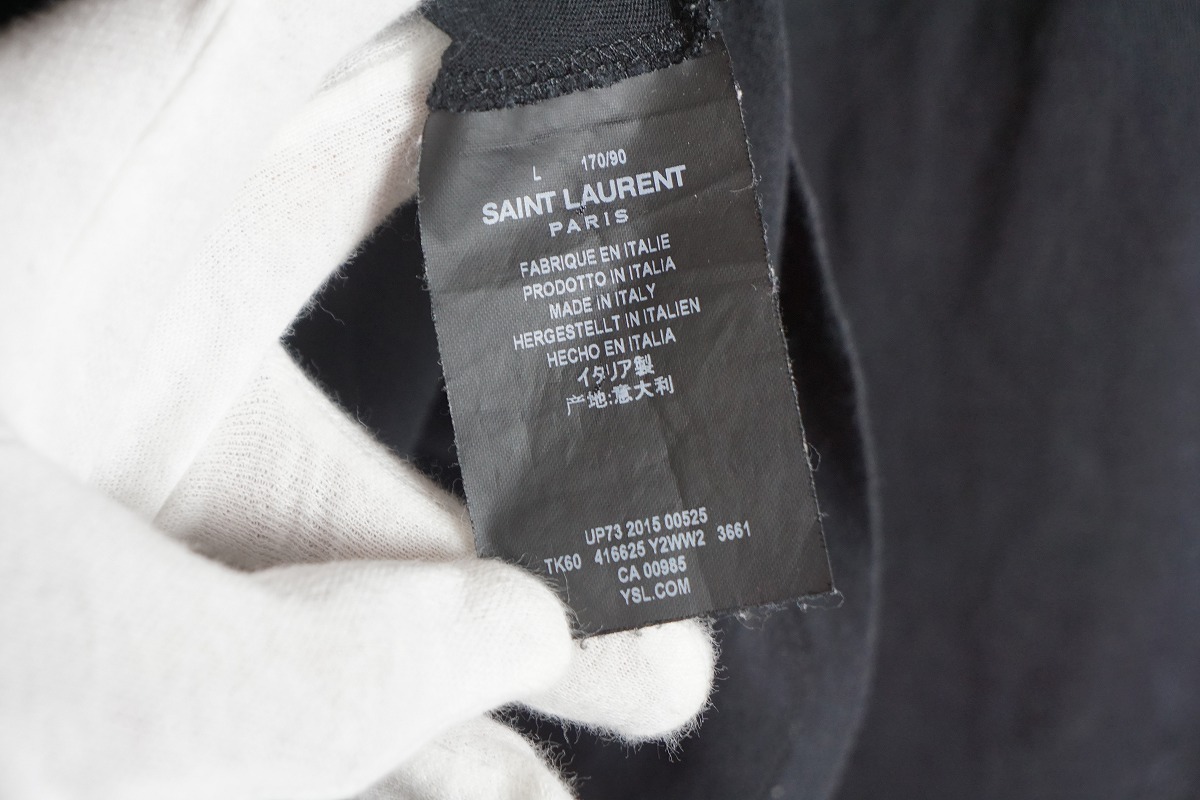 L 170/90
SAINT LAURENT
PARIS
FABRIQUE EN ITALIE
PRODOTTO IN ITALIA
MADE IN ITALY
HERGESTELLT IN ITALIEN
HECHO EN ITALIA
イタリア製
产地:意大利
UP73 2015 00525
TK60 416625 Y2WW2 3661
CA 00985
YSL.COM